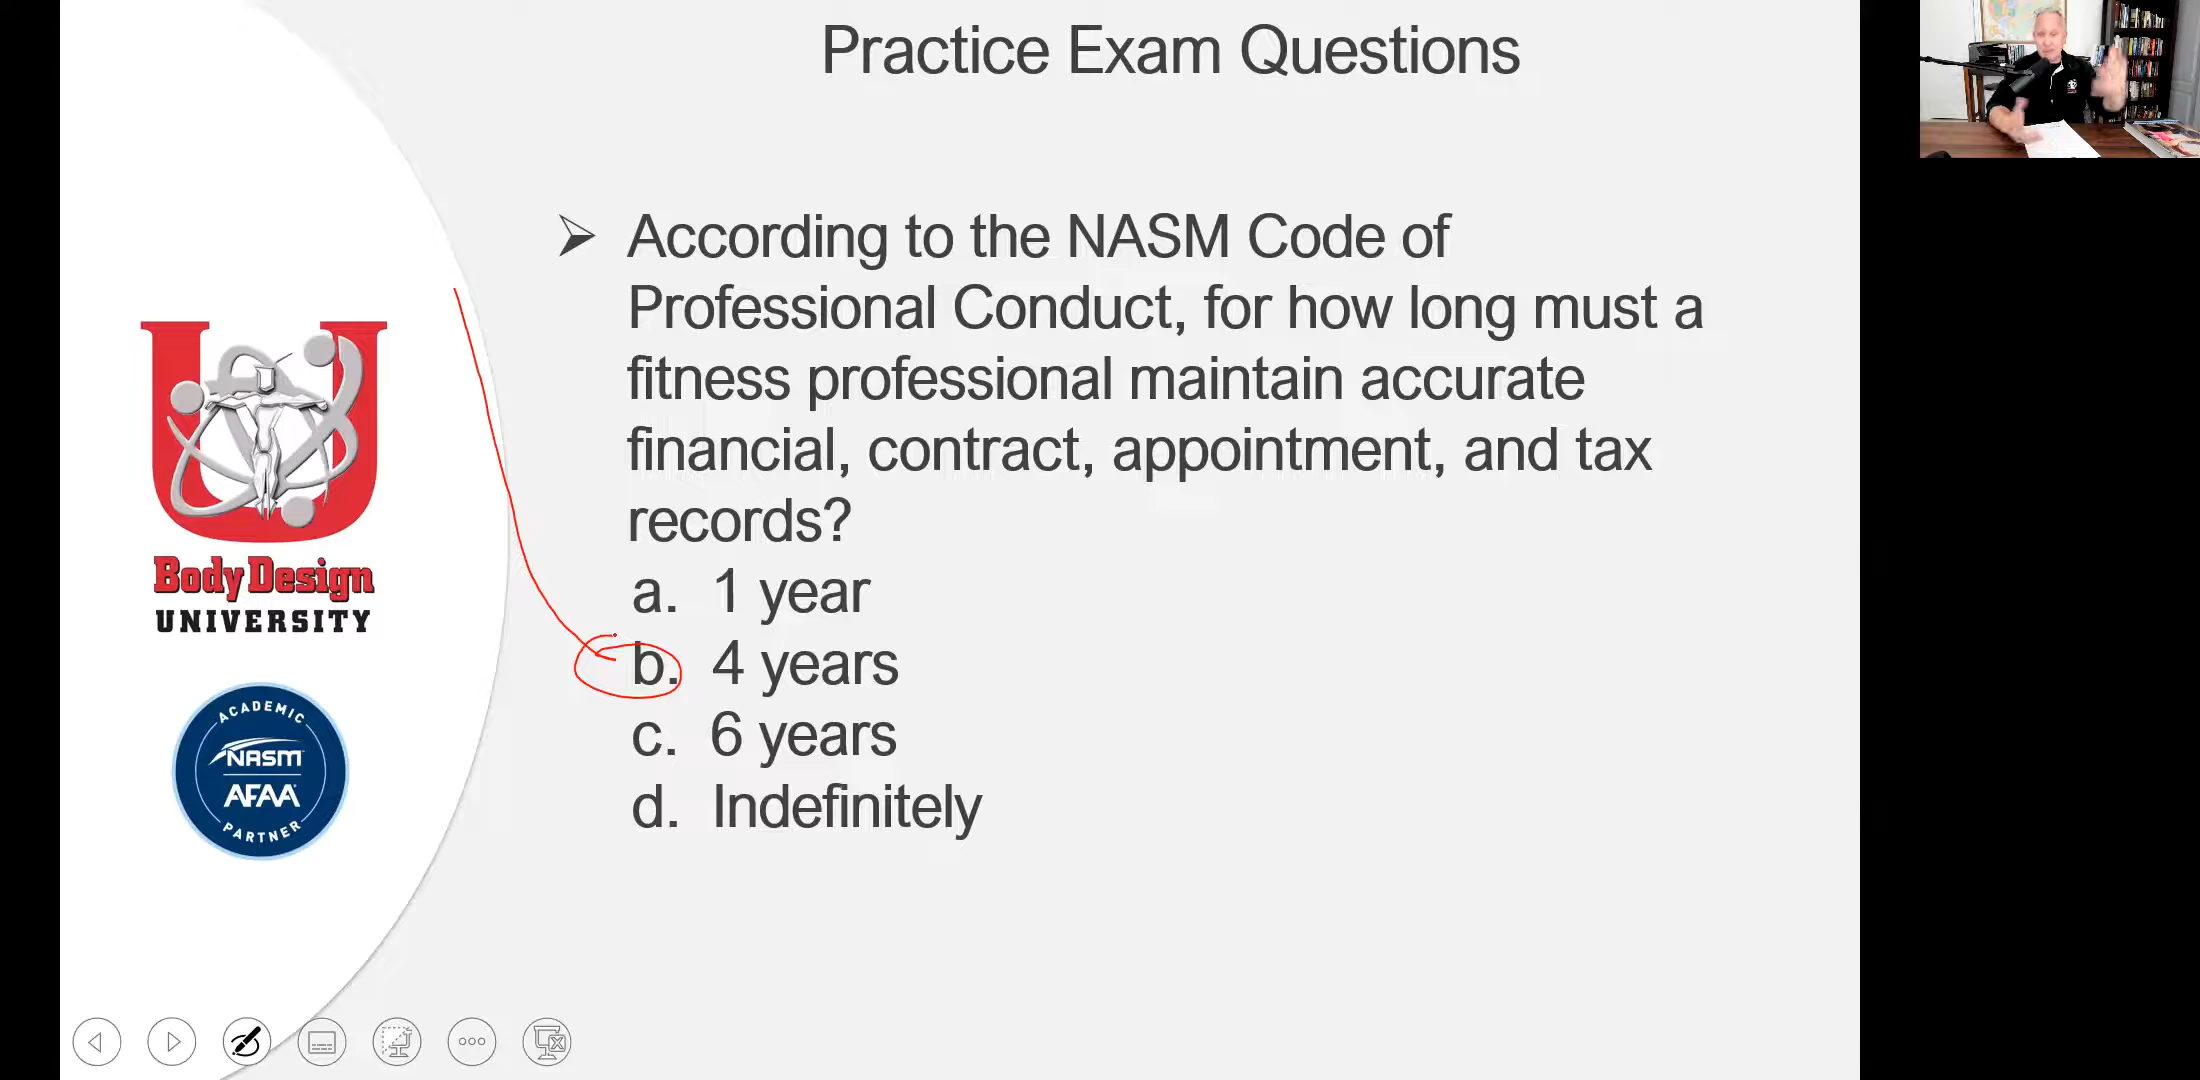 Practice Exam Questions
According to the NASM Code of
Professional Conduct, for how long must a
fitness professional maintain accurate
financial, contract, appointment, and tax
records?
a. 1 year
b. 4 years
c. 6 years
d. Indefinitely
U
Body Design
UNIVERSITY
ACADEMIC
NASM
AFAA
PARTNER